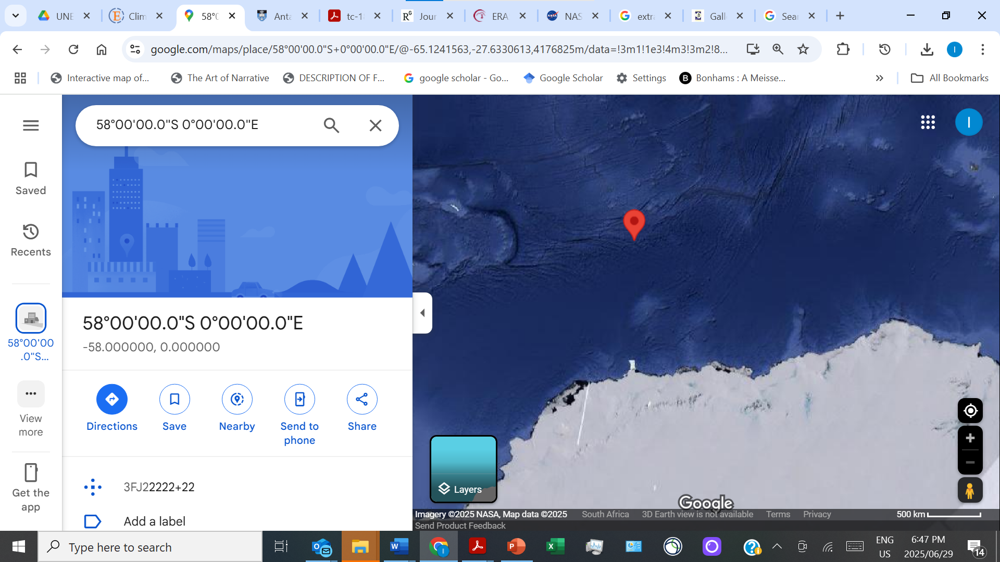 UNE
Clim
58°0
Anta
tc-1
Jour
ERA
NAS
extra
Gall
Sear
google.com/maps/place/58°00'00.0"S+0°00'00.0"E/@-65.1241563,-27.6330613,4176825m/data=!3m1!1e3!4m3!3m2!8...
I
Interactive map of...
The Art of Narrative
DESCRIPTION OF F...
google scholar - Go...
Google Scholar
Settings
Bonhams : A Meisse...
All Bookmarks
58°00'00.0"S 0°00'00.0"E
I
Saved
Recents
58°00'00
.0"S...
View
more
Get the
app
58°00'00.0"S 0°00'00.0"E
-58.000000, 0.000000
Directions
Save
Nearby
Send to
phone
Share
3FJ22222+22
Add a label
Layers
Google
Imagery ©2025 NASA, Map data ©2025 South Africa 3D Earth view is not available Terms Privacy 500 km
Send Product Feedback
Type here to search
ENG
US
6:47 PM
2025/06/29
14